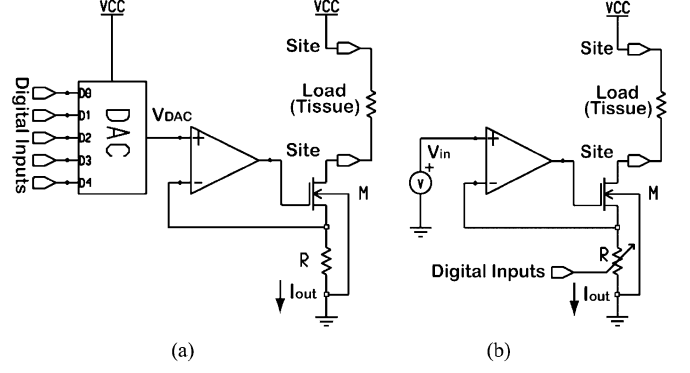 VCC
VCC
Site
Load
(Tissue)
Site
Digital Inputs
D0
D1
D2
D3
D4
DAC
VDAC
+
-
M
R
Iout
(a)
VCC
Site
Load
(Tissue)
Site
Vin
+
V
+
-
M
R
Digital Inputs
Iout
(b)